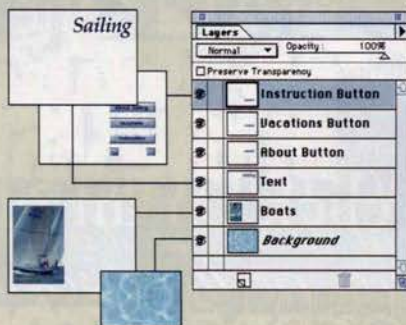 Sailing
Layers
Normal
Opacity: 100%
Preserve Transparency
Instruction Button
Vacations Button
About Button
Text
Boats
Background